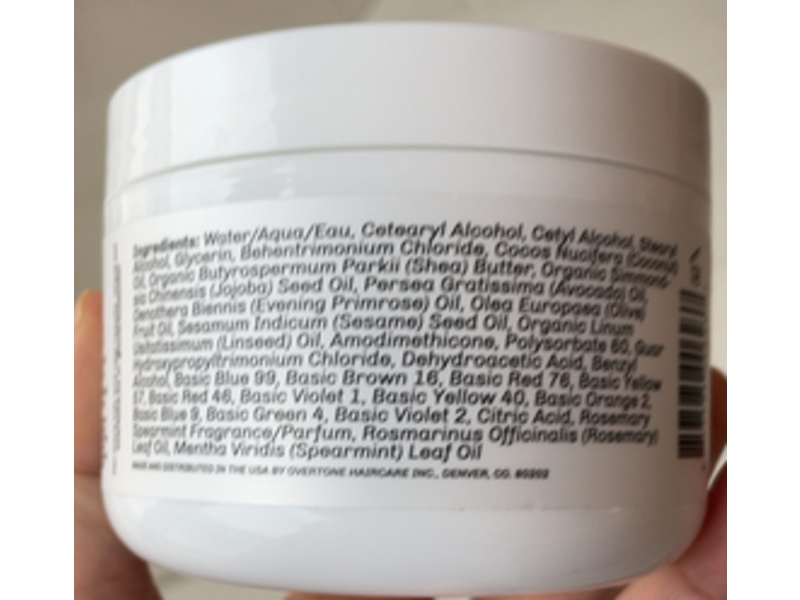 Ingredients: Water/Aqua/Eau, Cetearyl Alcohol, Cetyl Alcohol, Stearyl
Alcohol, Glycerin, Behentrimonium Chloride, Cocos Nucifera (Coconut)
Oil, Organic Butyrospermum Parkii (Shea) Butter, Organic Simmond-
sia Chinensis (Jojoba) Seed Oil, Persea Gratissima (Avocado) Oil,
Oenothera Biennis (Evening Primrose) Oil, Olea Europaea (Olive)
Fruit Oil, Sesamum Indicum (Sesame) Seed Oil, Organic Linum
Usitatissimum (Linseed) Oil, Amodimethicone, Polysorbate 60, Guar
Hydroxypropyltrimonium Chloride, Dehydroacetic Acid, Benzyl
Alcohol, Basic Blue 99, Basic Brown 16, Basic Red 76, Basic Yellow
57, Basic Red 46, Basic Violet 1, Basic Yellow 40, Basic Orange 2,
Basic Blue 9, Basic Green 4, Basic Violet 2, Citric Acid, Rosemary
Spearmint Fragrance/Parfum, Rosmarinus Officinalis (Rosemary)
Leaf Oil, Mentha Viridis (Spearmint) Leaf Oil
MADE AND DISTRIBUTED IN THE USA BY OVERTONE HAIRCARE INC., DENVER, CO. 80202